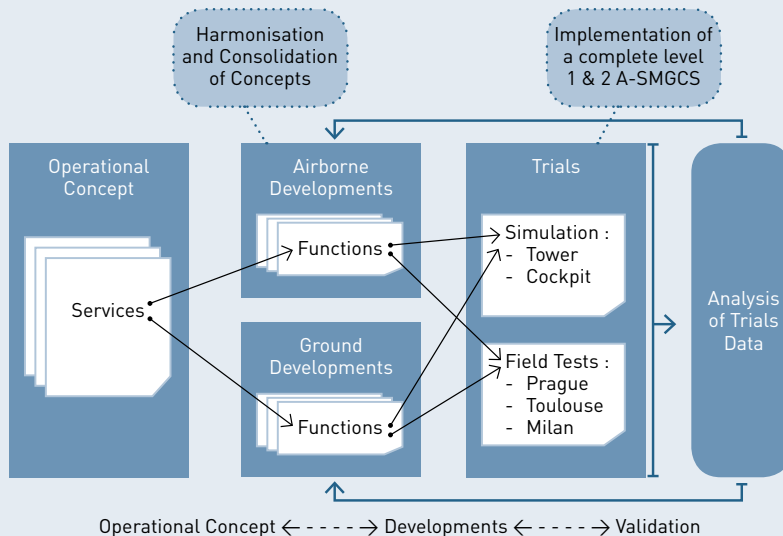 Harmonisation
and Consolidation
of Concepts
Implementation of
a complete level
1 & 2 A-SMGCS
Operational
Concept
Services
Airborne
Developments
Functions
Ground
Developments
Functions
Trials
Simulation :
- Tower
- Cockpit
Field Tests :
- Prague
- Toulouse
- Milan
Analysis
of Trials
Data
Operational Concept Developments Validation